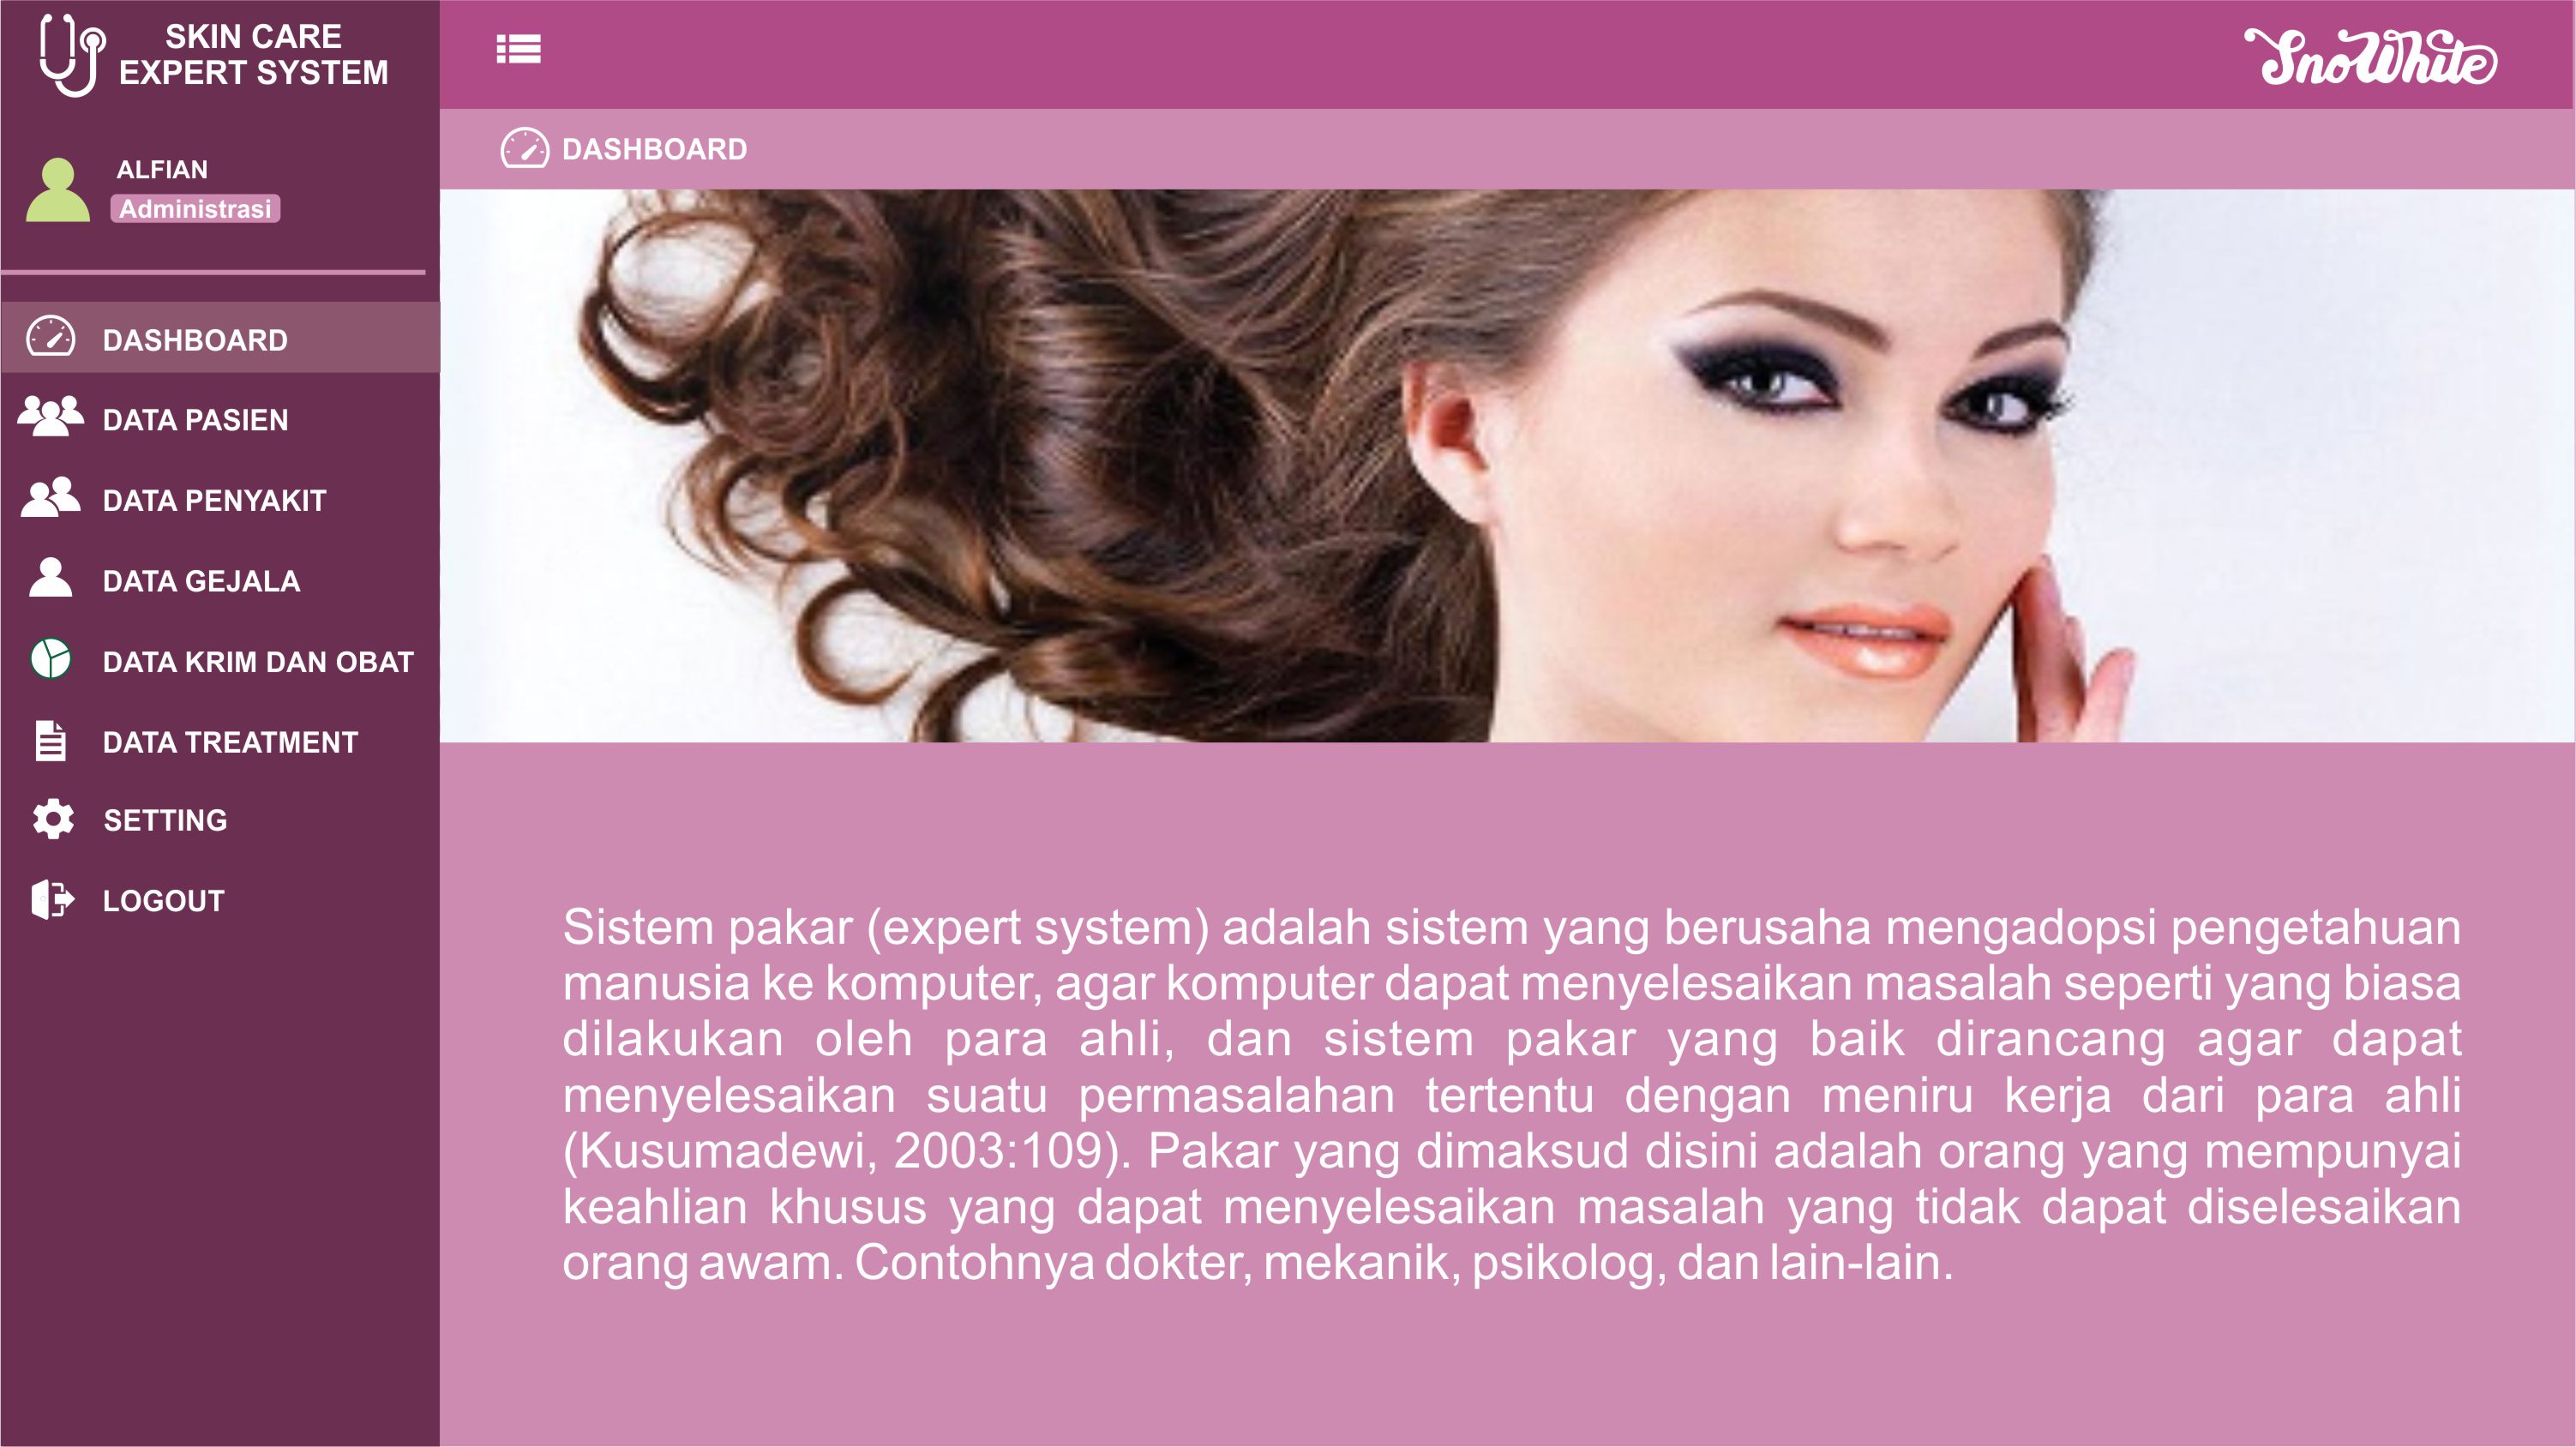 SKIN CARE
EXPERT SYSTEM
SnoWhite
ALFIAN
Administrasi
DASHBOARD
DASHBOARD
DATA PASIEN
DATA PENYAKIT
DATA GEJALA
DATA KRIM DAN OBAT
DATA TREATMENT
SETTING
LOGOUT
Sistem pakar (expert system) adalah sistem yang berusaha mengadopsi pengetahuan
manusia ke komputer, agar komputer dapat menyelesaikan masalah seperti yang biasa
dilakukan oleh para ahli, dan sistem pakar yang baik dirancang agar dapat
menyelesaikan suatu permasalahan tertentu dengan meniru kerja dari para ahli
(Kusumadewi, 2003:109). Pakar yang dimaksud disini adalah orang yang mempunyai
keahlian khusus yang dapat menyelesaikan masalah yang tidak dapat diselesaikan
orang awam. Contohnya dokter, mekanik, psikolog, dan lain-lain.